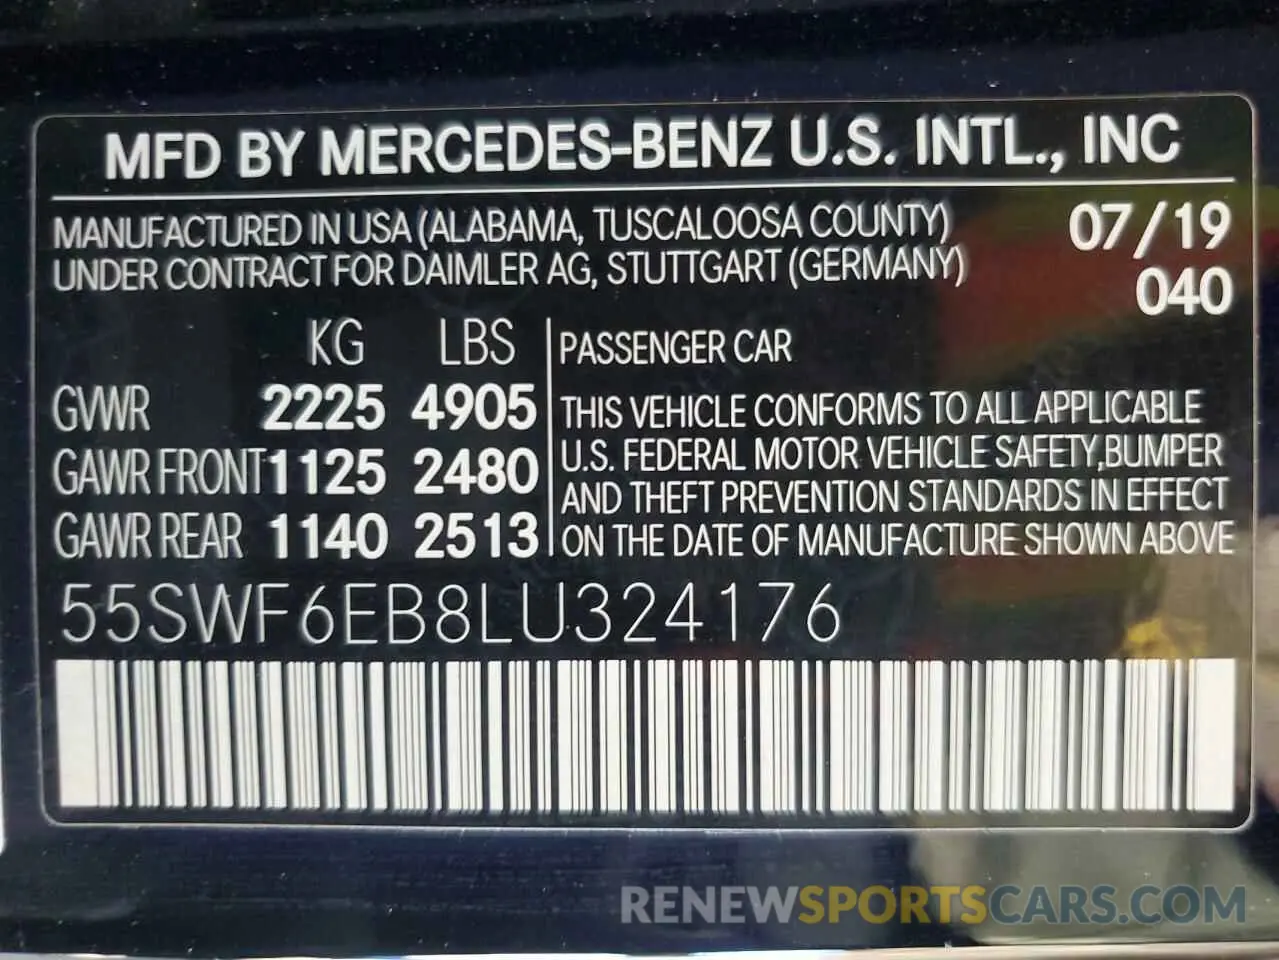 MFD BY MERCEDES-BENZ U.S. INTL., INC
MANUFACTURED IN USA (ALABAMA, TUSCALOOSA COUNTY)
UNDER CONTRACT FOR DAIMLER AG, STUTTGART (GERMANY)
07/19
040
KG LBS
GVWR 2225 4905
GAWR FRONT 1125 2480
GAWR REAR 1140 2513
PASSENGER CAR
THIS VEHICLE CONFORMS TO ALL APPLICABLE
U.S. FEDERAL MOTOR VEHICLE SAFETY,BUMPER
AND THEFT PREVENTION STANDARDS IN EFFECT
ON THE DATE OF MANUFACTURE SHOWN ABOVE
55SWF6EB8LU324176
RENEWSPORTSCARS.COM